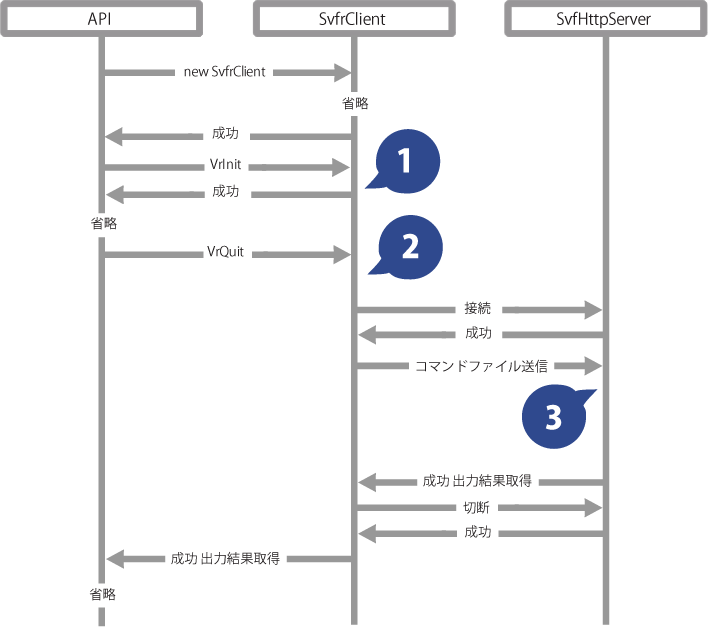 API
SvfrClient
SvfHttpServer
new SvfrClient
省略
成功
VrInit
1
成功
省略
VrQuit
2
接続
成功
コマンドファイル送信
3
成功 出力結果取得
切断
成功
成功 出力結果取得
省略